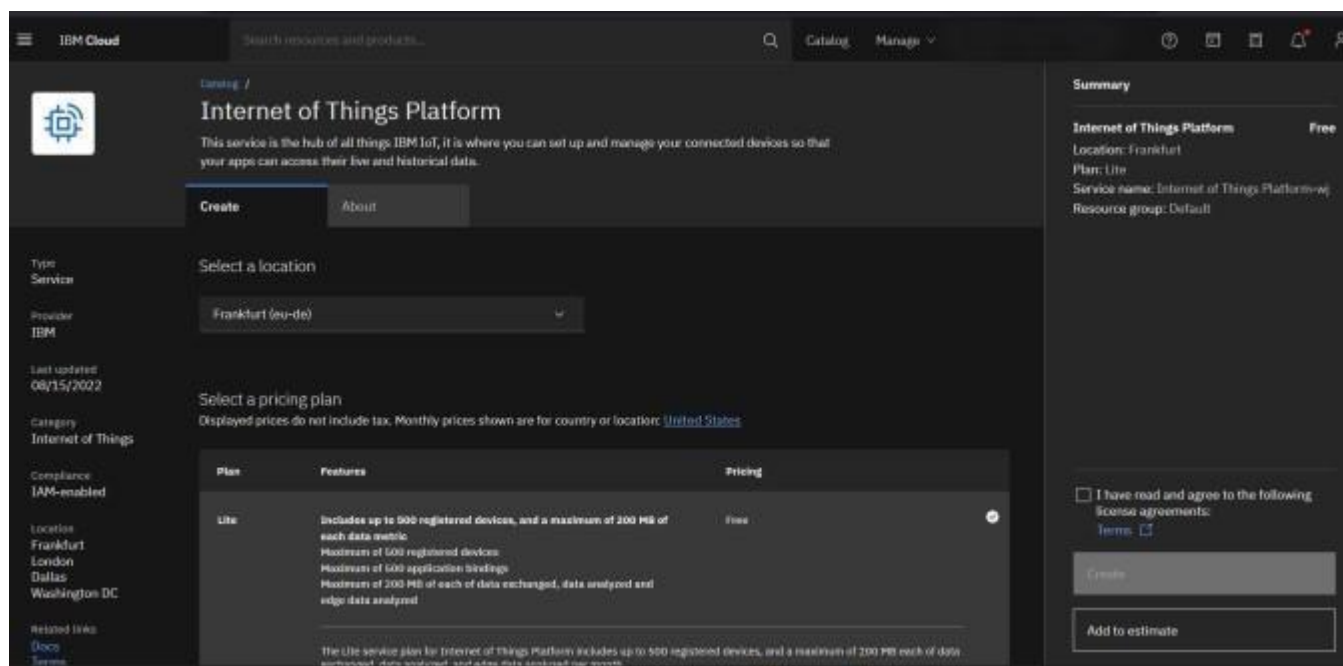 IBM Cloud
Search resources and products...
Catalog
Manage
Catalog /
Internet of Things Platform
This service is the hub of all things IBM IoT, it is where you can set up and manage your connected devices so that
your apps can access their live and historical data.
Create
About
Type
Service
Provider
IBM
Last updated
08/15/2022
Category
Internet of Things
Compliance
IAM-enabled
Location
Frankfurt
London
Dallas
Washington DC
Related links
Docs
Terms
Select a location
Frankfurt (eu-de)
Select a pricing plan
Displayed prices do not include tax. Monthly prices shown are for country or location: United States
Plan
Features
Pricing
Lite
Includes up to 500 registered devices, and a maximum of 200 MB of
each data metric
Maximum of 500 registered devices
Maximum of 500 application bindings
Maximum of 200 MB of each of data exchanged, data analyzed and
edge data analyzed
Free
The Lite service plan for Internet of Things Platform includes up to 500 registered devices, and a maximum of 200 MB each of data
exchanged, data analyzed, and edge data analyzed per month.
Summary
Internet of Things Platform
Free
Location: Frankfurt
Plan: Lite
Service name: Internet of Things Platform-wj
Resource group: Default
I have read and agree to the following
license agreements:
Terms
Create
Add to estimate